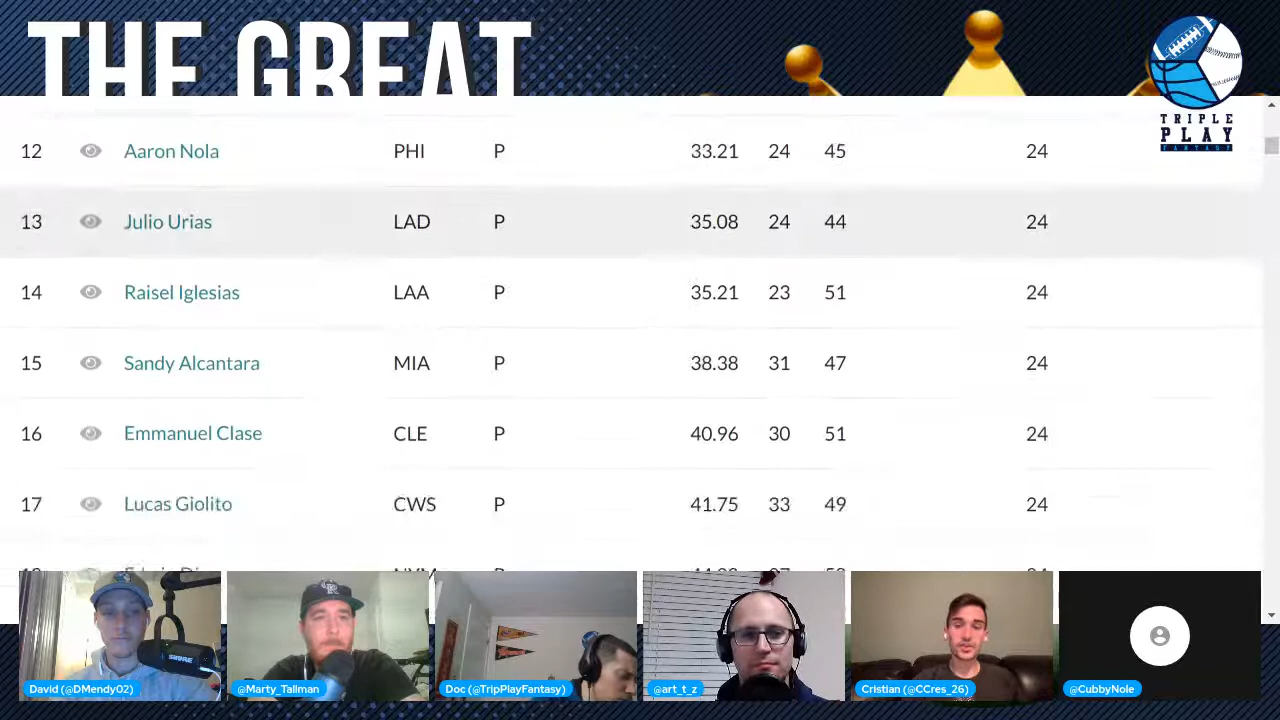 THE GREAT
TRIPLE
PLAY
FANTASY
12 Aaron Nola PHI P 33.21 24 45 24
13 Julio Urias LAD P 35.08 24 44 24
14 Raisel Iglesias LAA P 35.21 23 51 24
15 Sandy Alcantara MIA P 38.38 31 47 24
16 Emmanuel Clase CLE P 40.96 30 51 24
17 Lucas Giolito CWS P 41.75 33 49 24
SHURE
David (@DMendy02)
@Marty_Tallman
Doc (@TripPlayFantasy)
@art_t_z
Cristian (@CCres_26)
@CubbyNole